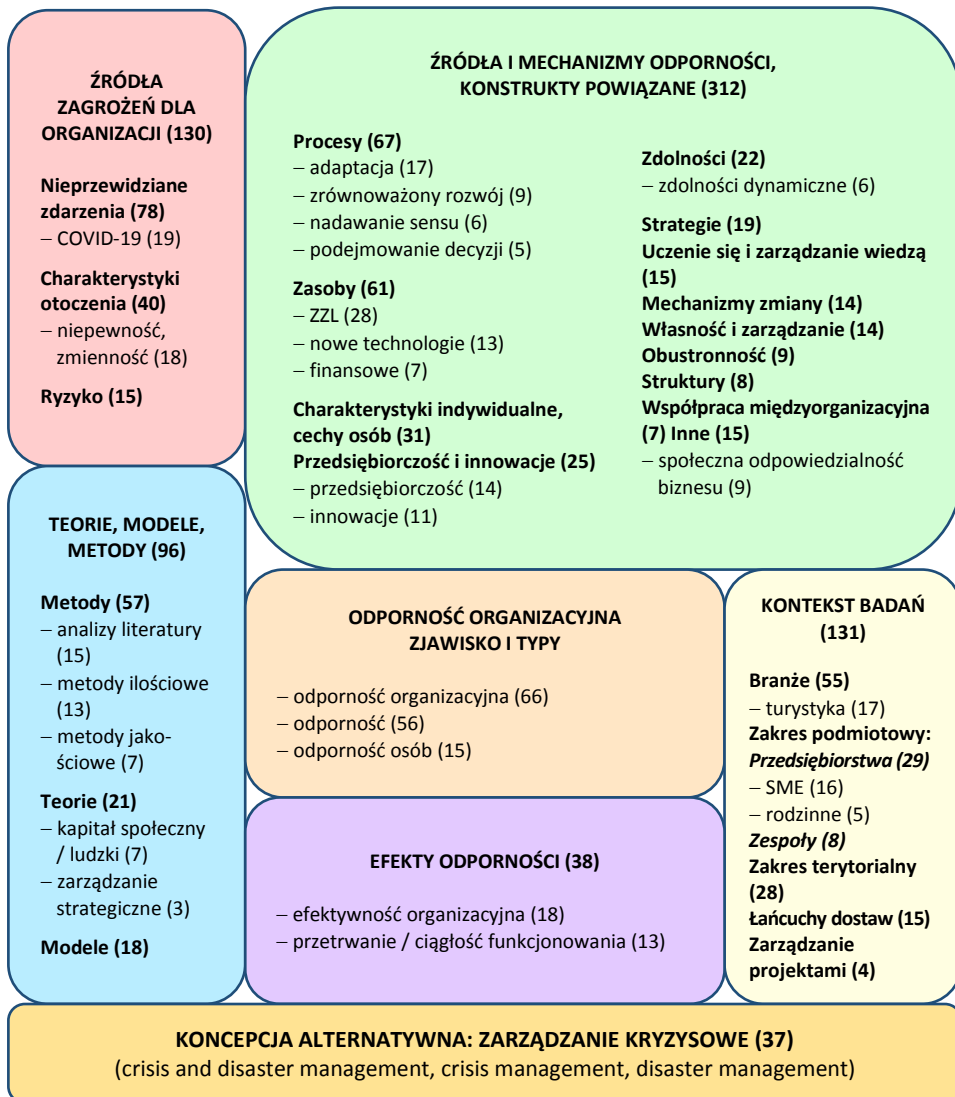 ŹRÓDŁA
ZAGROŻEŃ DLA
ORGANIZACJI (130)
Nieprzewidziane
zdarzenia (78)
– COVID-19 (19)
Charakterystyki
otoczenia (40)
– niepewność,
zmienność (18)
Ryzyko (15)
ŹRÓDŁA I MECHANIZMY ODPORNOŚCI,
KONSTRUKTY POWIĄZANE (312)
Procesy (67)
– adaptacja (17)
– zrównoważony rozwój (9)
– nadawanie sensu (6)
– podejmowanie decyzji (5)
Zasoby (61)
– ZZL (28)
– nowe technologie (13)
– finansowe (7)
Charakterystyki indywidualne,
cechy osób (31)
Przedsiębiorczość i innowacje (25)
– przedsiębiorczość (14)
– innowacje (11)
Zdolności (22)
– zdolności dynamiczne (6)
Strategie (19)
Uczenie się i zarządzanie wiedzą
(15)
Mechanizmy zmiany (14)
Własność i zarządzanie (14)
Obustronność (9)
Struktury (8)
Współpraca międzyorganizacyjna
(7) Inne (15)
– społeczna odpowiedzialność
biznesu (9)
TEORIE, MODELE,
METODY (96)
Metody (57)
– analizy literatury
(15)
– metody ilościowe
(13)
– metody jako-
ściowe (7)
Teorie (21)
– kapitał społeczny
/ ludzki (7)
– zarządzanie
strategiczne (3)
Modele (18)
ODPORNOŚĆ ORGANIZACYJNA
ZJAWISKO I TYPY
– odporność organizacyjna (66)
– odporność (56)
– odporność osób (15)
EFEKTY ODPORNOŚCI (38)
– efektywność organizacyjna (18)
– przetrwanie / ciągłość funkcjonowania (13)
KONTEKST BADAŃ
(131)
Branże (55)
– turystyka (17)
Zakres podmiotowy:
Przedsiębiorstwa (29)
– SME (16)
– rodzinne (5)
Zespoły (8)
Zakres terytorialny
(28)
Łańcuchy dostaw (15)
Zarządzanie
projektami (4)
KONCEPCJA ALTERNATYWNA: ZARZĄDZANIE KRYZYSOWE (37)
(crisis and disaster management, crisis management, disaster management)